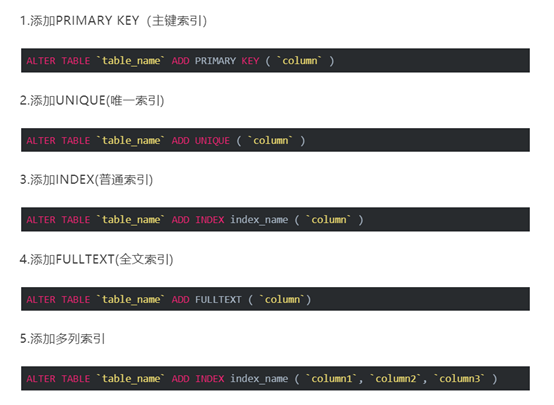 1.添加PRIMARY KEY（主键索引）
ALTER TABLE `table_name` ADD PRIMARY KEY ( `column` )
2.添加UNIQUE(唯一索引)
ALTER TABLE `table_name` ADD UNIQUE ( `column` )
3.添加INDEX(普通索引)
ALTER TABLE `table_name` ADD INDEX index_name ( `column` )
4.添加FULLTEXT(全文索引)
ALTER TABLE `table_name` ADD FULLTEXT ( `column`)
5.添加多列索引
ALTER TABLE `table_name` ADD INDEX index_name ( `column1`, `column2`, `column3` )